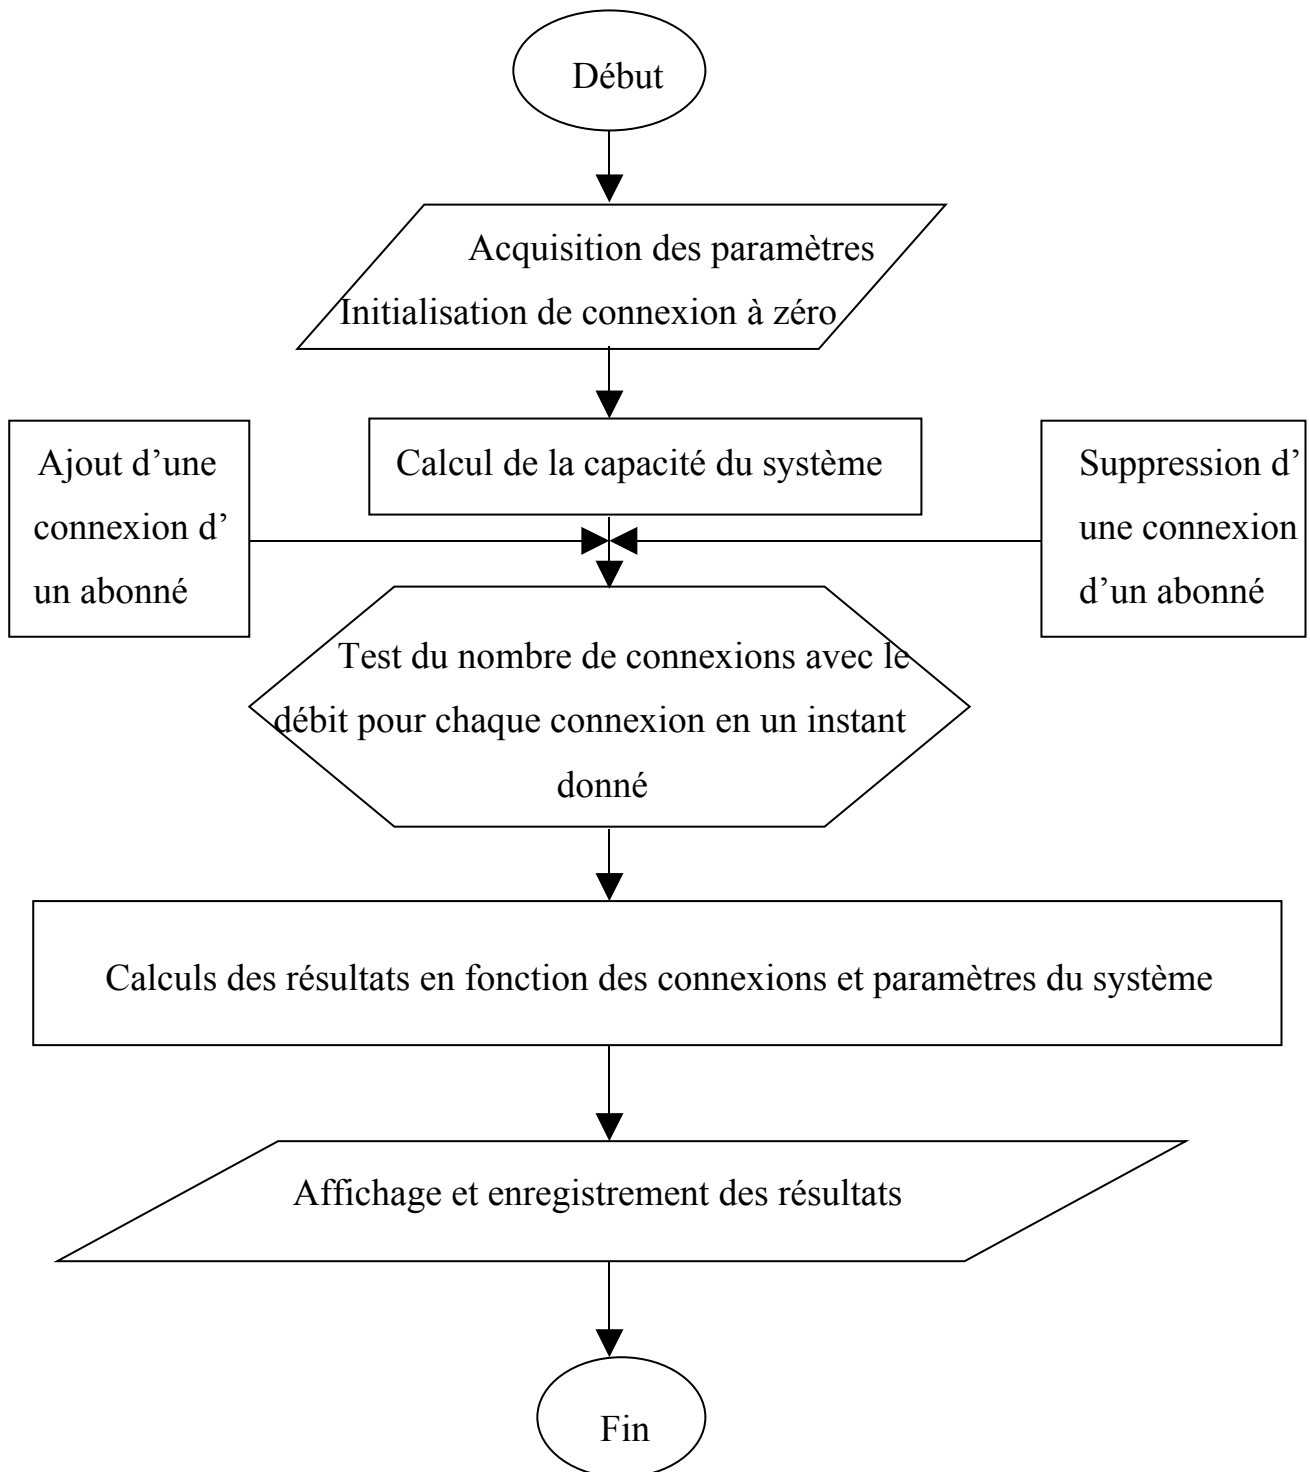 Début
Acquisition des paramètres
Initialisation de connexion à zéro
Ajout d’une
connexion d’
un abonné
Calcul de la capacité du système
Suppression d’
une connexion
d’un abonné
Test du nombre de connexions avec le
débit pour chaque connexion en un instant
donné
Calculs des résultats en fonction des connexions et paramètres du système
Affichage et enregistrement des résultats
Fin